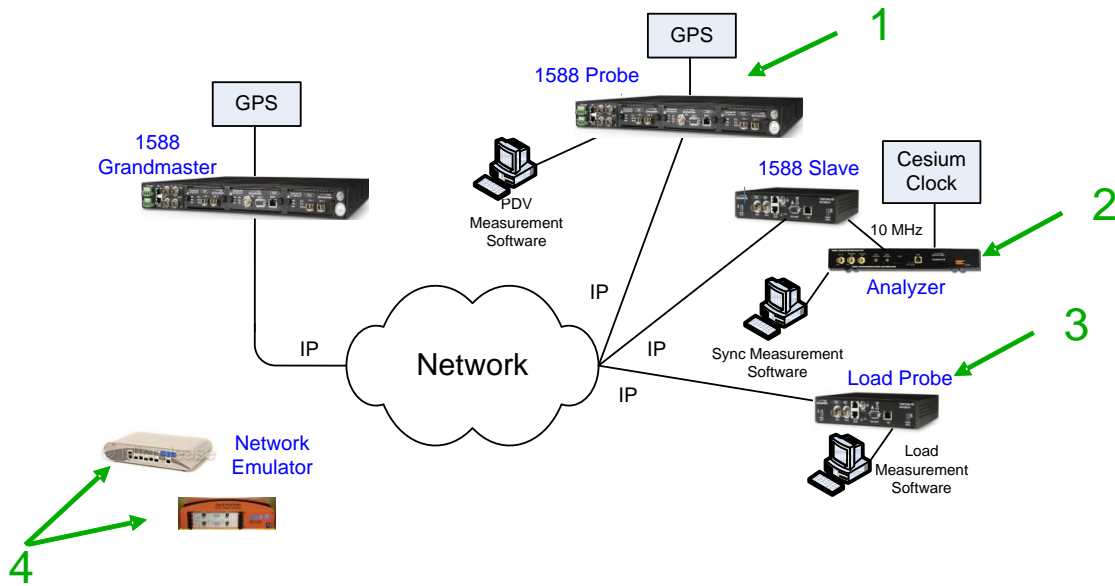 GPS
1
1588 Probe
GPS
1588
Grandmaster
1588 Slave
Cesium
Clock
PDV
Measurement
Software
10 MHz
2
Analyzer
IP
IP
IP
Network
Sync Measurement
Software
3
IP
Load Probe
Network
Emulator
Load
Measurement
Software
4